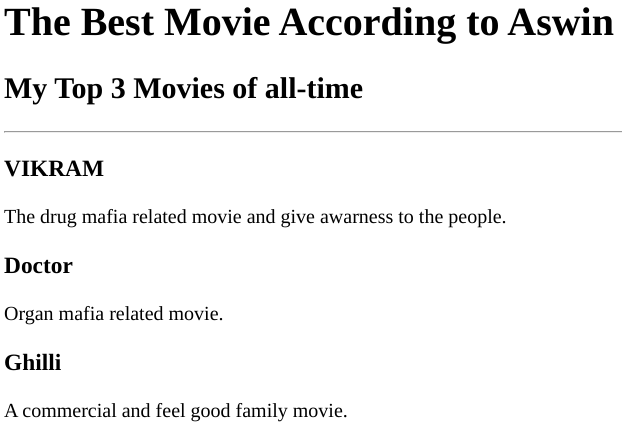 The Best Movie According to Aswin
My Top 3 Movies of all-time
VIKRAM
The drug mafia related movie and give awarness to the people.
Doctor
Organ mafia related movie.
Ghilli
A commercial and feel good family movie.